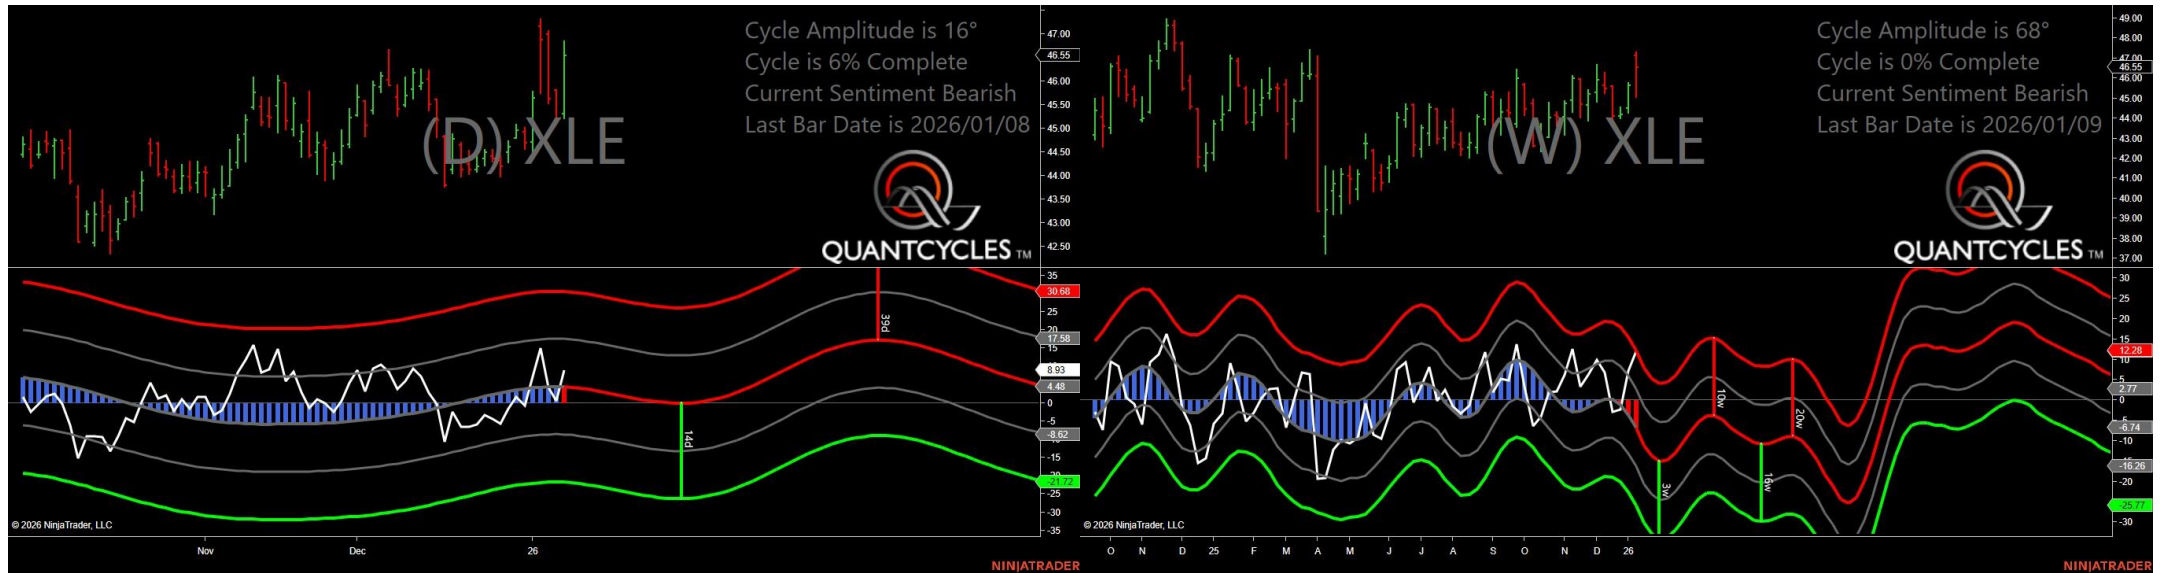 Cycle Amplitude is 16°
Cycle is 6% Complete
Current Sentiment Bearish
Last Bar Date is 2026/01/08
(D) XLE
QUANTCYCLES TM
47.00
46.55
46.00
45.50
45.00
44.50
44.00
43.50
43.00
42.50
35
30.68
25
20
17.58
15
8.93
4.48
0
-5
-8.62
-15
-21.72
-25
-30
-35
39d
14d
© 2026 NinjaTrader, LLC
Nov
Dec
26
NINJATRADER
Cycle Amplitude is 68°
Cycle is 0% Complete
Current Sentiment Bearish
Last Bar Date is 2026/01/09
(W) XLE
QUANTCYCLES TM
49.00
48.00
47.00
46.55
46.00
45.00
44.00
43.00
42.00
41.00
40.00
39.00
38.00
37.00
30
25
20
15
12.28
5
2.77
0
-6.74
-10
-16.26
-20
-25.77
-30
10w
20w
3w
16w
© 2026 NinjaTrader, LLC
O N D 25 F M A M J J A S O N D 26
NINJATRADER